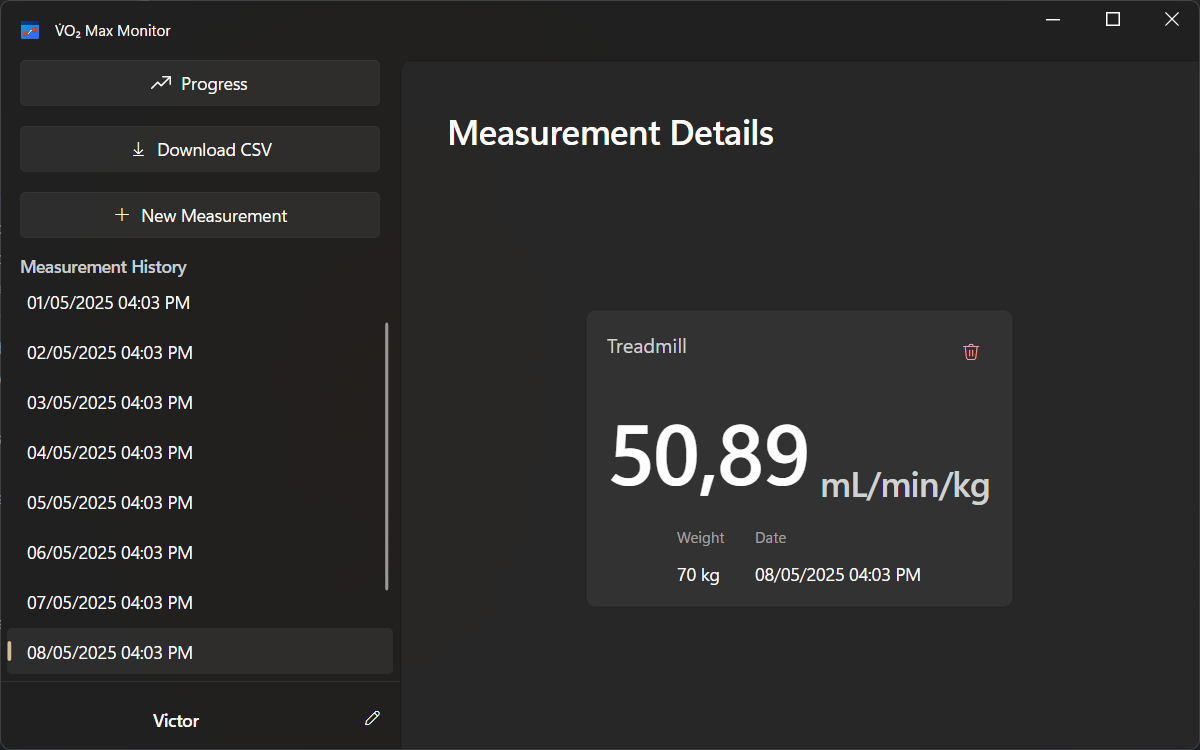 V̇O₂ Max Monitor
Progress
Download CSV
New Measurement
Measurement History
01/05/2025 04:03 PM
02/05/2025 04:03 PM
03/05/2025 04:03 PM
04/05/2025 04:03 PM
05/05/2025 04:03 PM
06/05/2025 04:03 PM
07/05/2025 04:03 PM
08/05/2025 04:03 PM
Victor
Measurement Details
Treadmill
50,89 mL/min/kg
Weight Date
70 kg 08/05/2025 04:03 PM